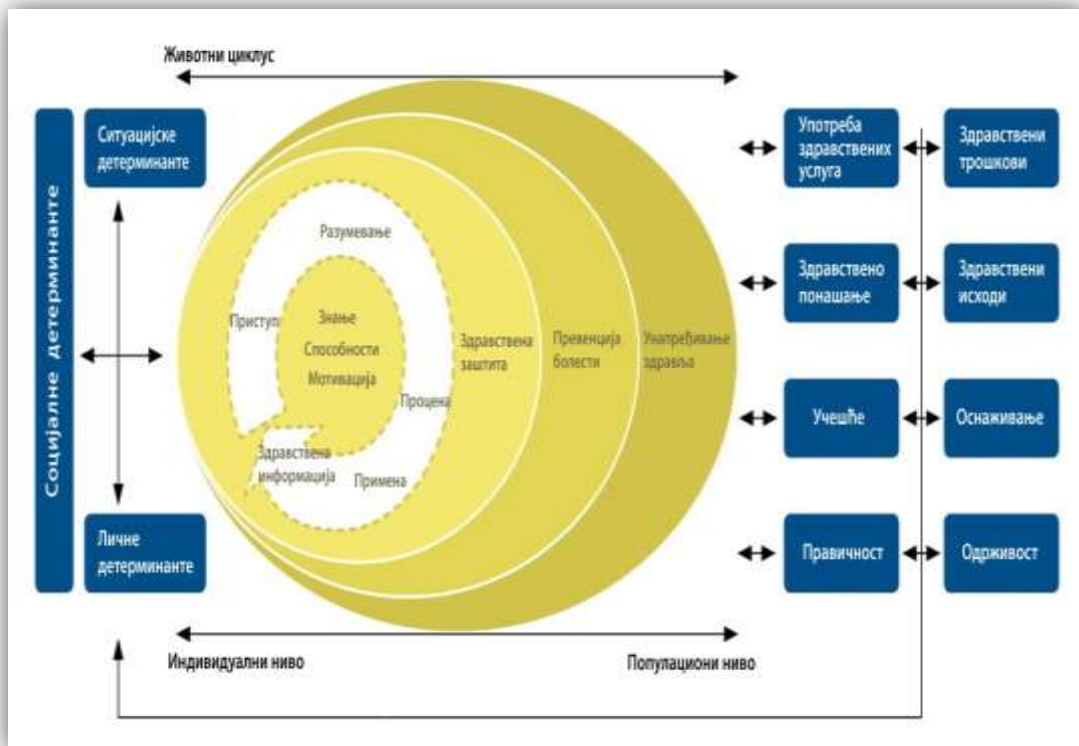 Животни циклус
Социјалне детерминанте
Ситуацијске
детерминанте
Личне
детерминанте
Разумевање
Приступ
Знање
Способности
Мотивација
Процена
Здравствена
информација
Примена
Здравствена
заштита
Превенција
болести
Унапређивање
здравља
Употреба
здравствених
услуга
Здравствени
трошкови
Здравствено
понашање
Здравствени
исходи
Учешће
Оснаживање
Правичност
Одрживост
Индивидуални ниво
Популациони ниво